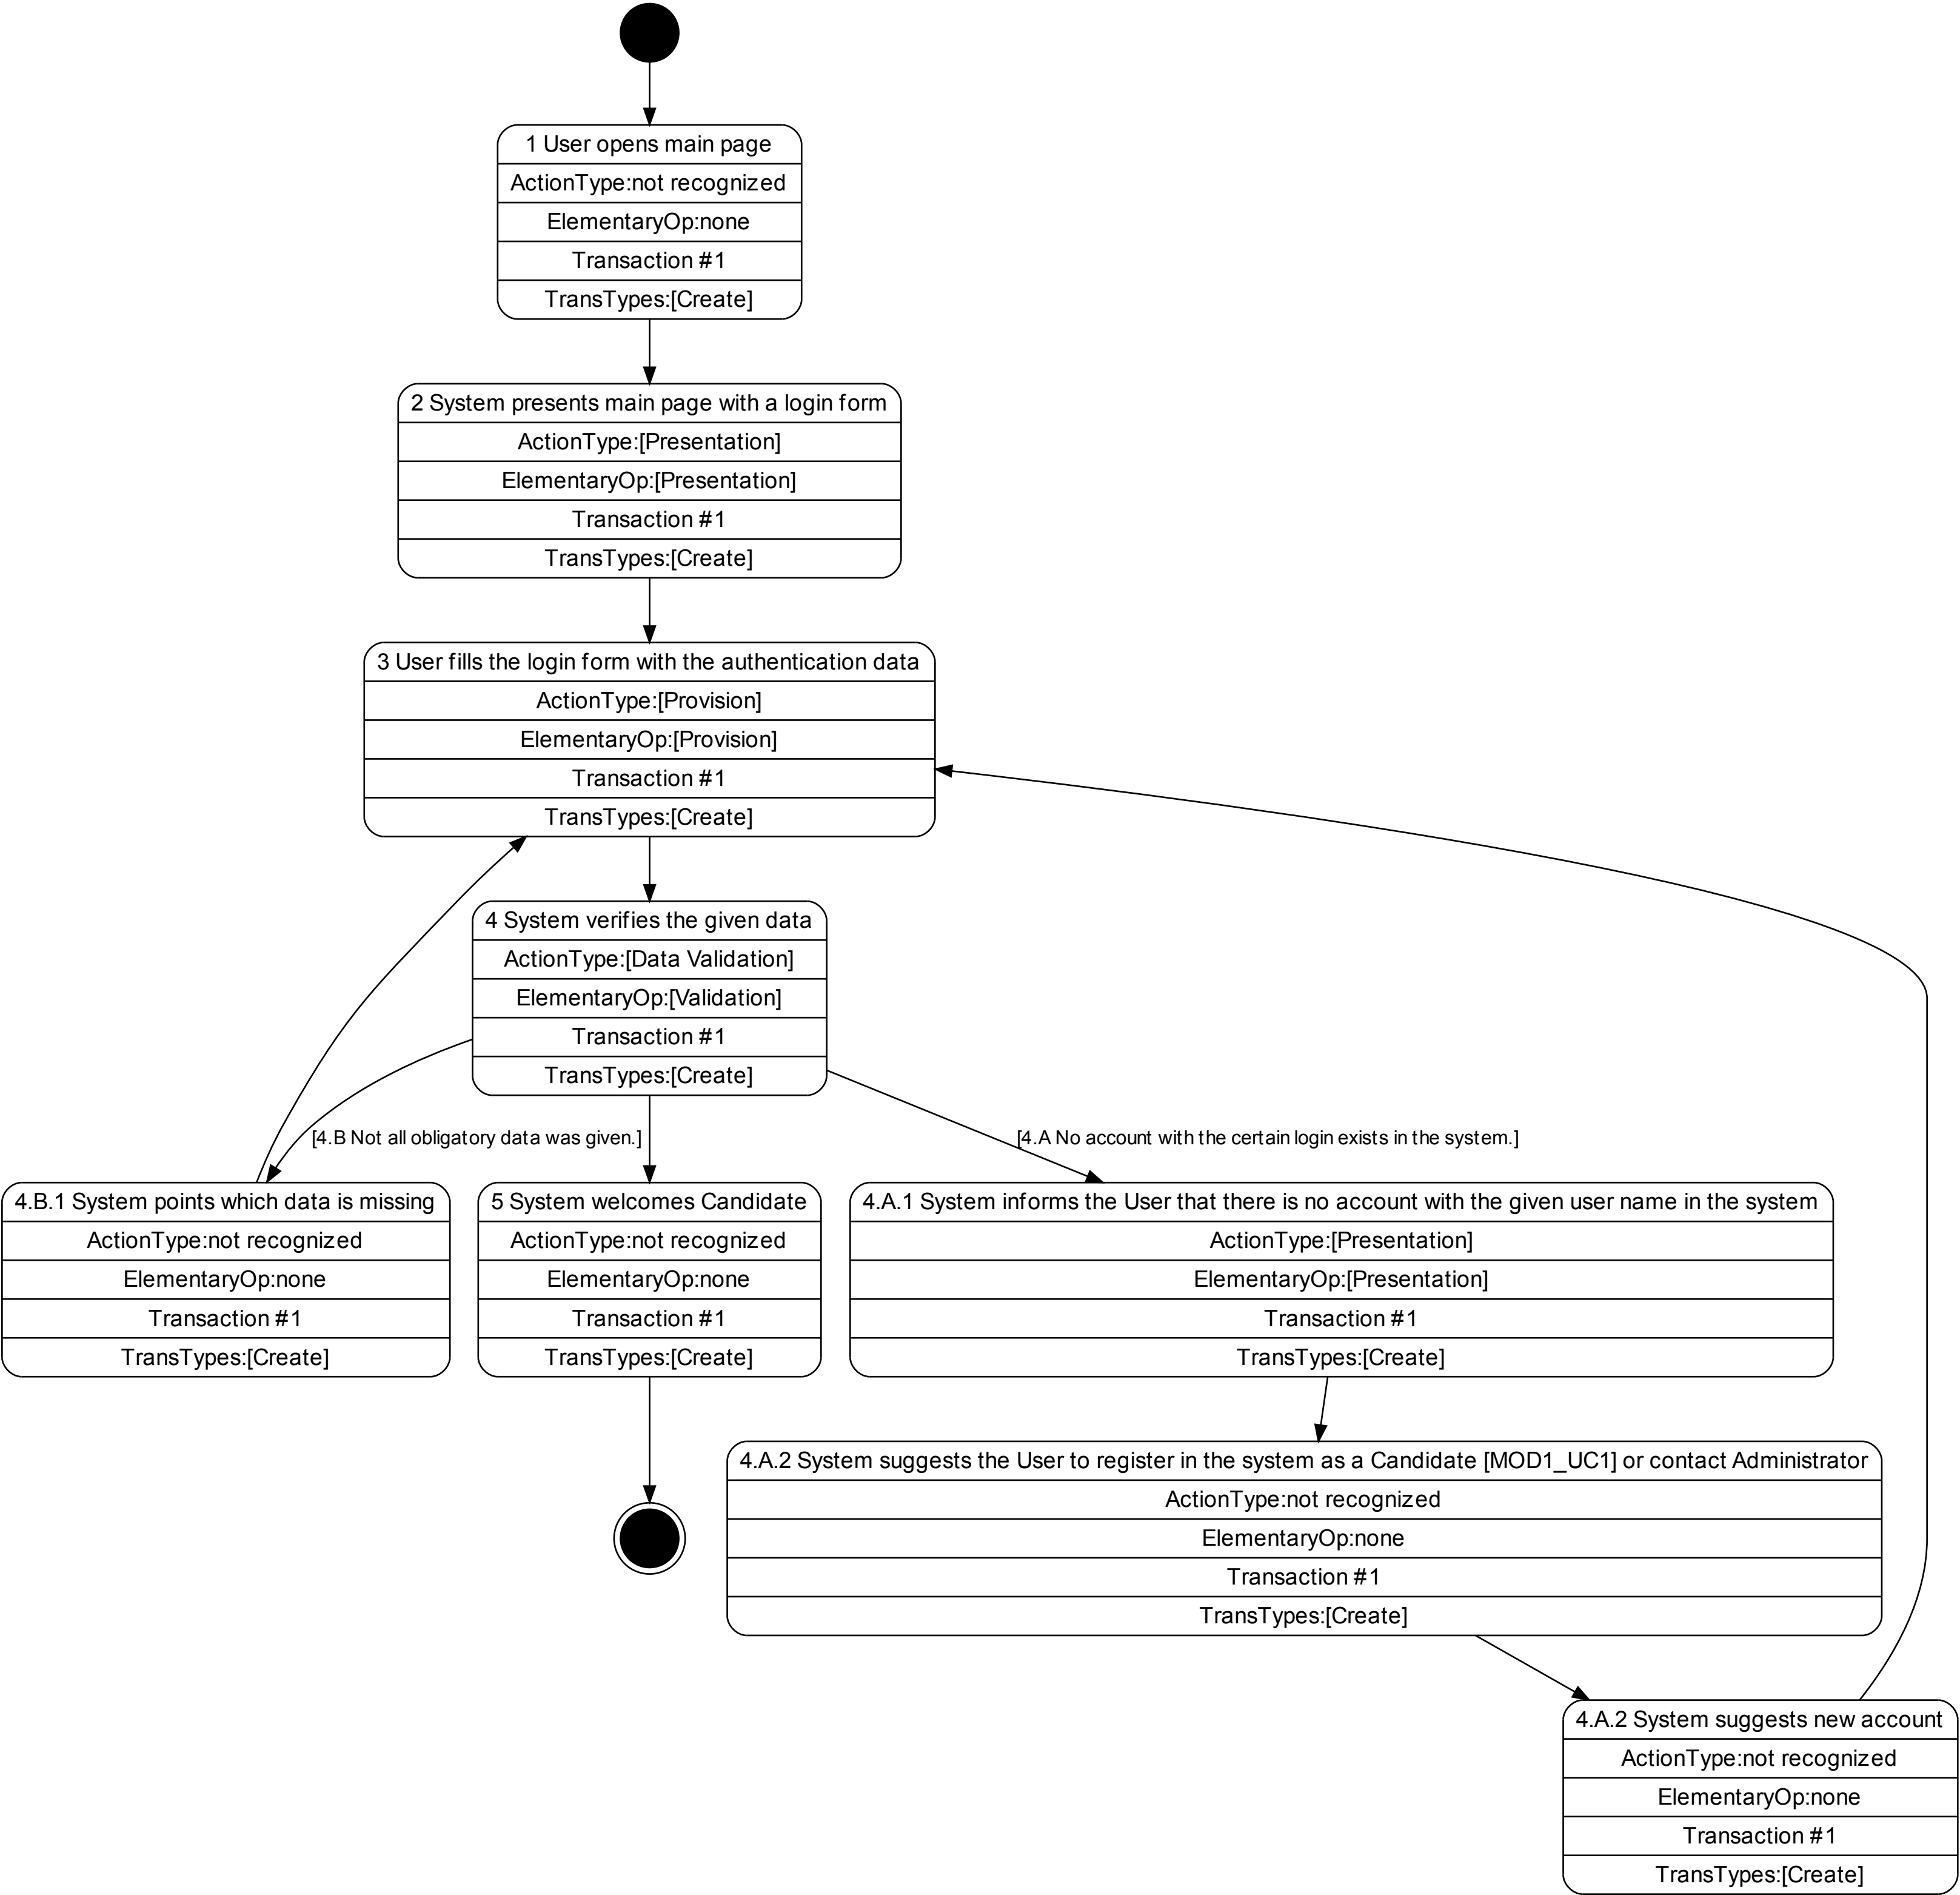 1 User opens main page
ActionType:not recognized
ElementaryOp:none
Transaction #1
TransTypes:[Create]
2 System presents main page with a login form
ActionType:[Presentation]
ElementaryOp:[Presentation]
Transaction #1
TransTypes:[Create]
3 User fills the login form with the authentication data
ActionType:[Provision]
ElementaryOp:[Provision]
Transaction #1
TransTypes:[Create]
4 System verifies the given data
ActionType:[Data Validation]
ElementaryOp:[Validation]
Transaction #1
TransTypes:[Create]
[4.B Not all obligatory data was given.]
[4.A No account with the certain login exists in the system.]
4.B.1 System points which data is missing
ActionType:not recognized
ElementaryOp:none
Transaction #1
TransTypes:[Create]
5 System welcomes Candidate
ActionType:not recognized
ElementaryOp:none
Transaction #1
TransTypes:[Create]
4.A.1 System informs the User that there is no account with the given user name in the system
ActionType:[Presentation]
ElementaryOp:[Presentation]
Transaction #1
TransTypes:[Create]
4.A.2 System suggests the User to register in the system as a Candidate [MOD1_UC1] or contact Administrator
ActionType:not recognized
ElementaryOp:none
Transaction #1
TransTypes:[Create]
4.A.2 System suggests new account
ActionType:not recognized
ElementaryOp:none
Transaction #1
TransTypes:[Create]